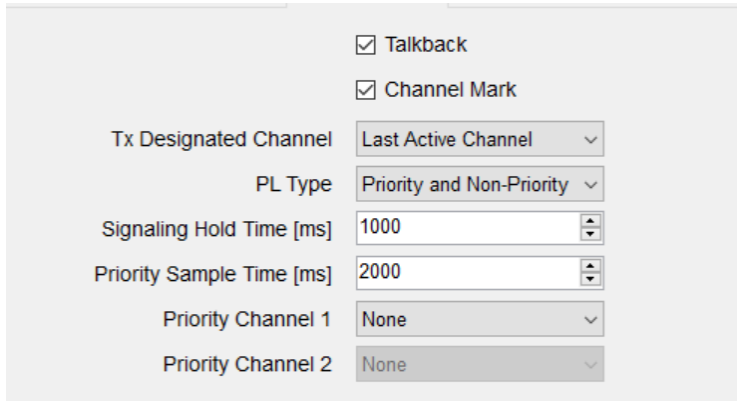 Talkback
Channel Mark
Tx Designated Channel Last Active Channel
PL Type Priority and Non-Priority
Signaling Hold Time [ms] 1000
Priority Sample Time [ms] 2000
Priority Channel 1 None
Priority Channel 2 None